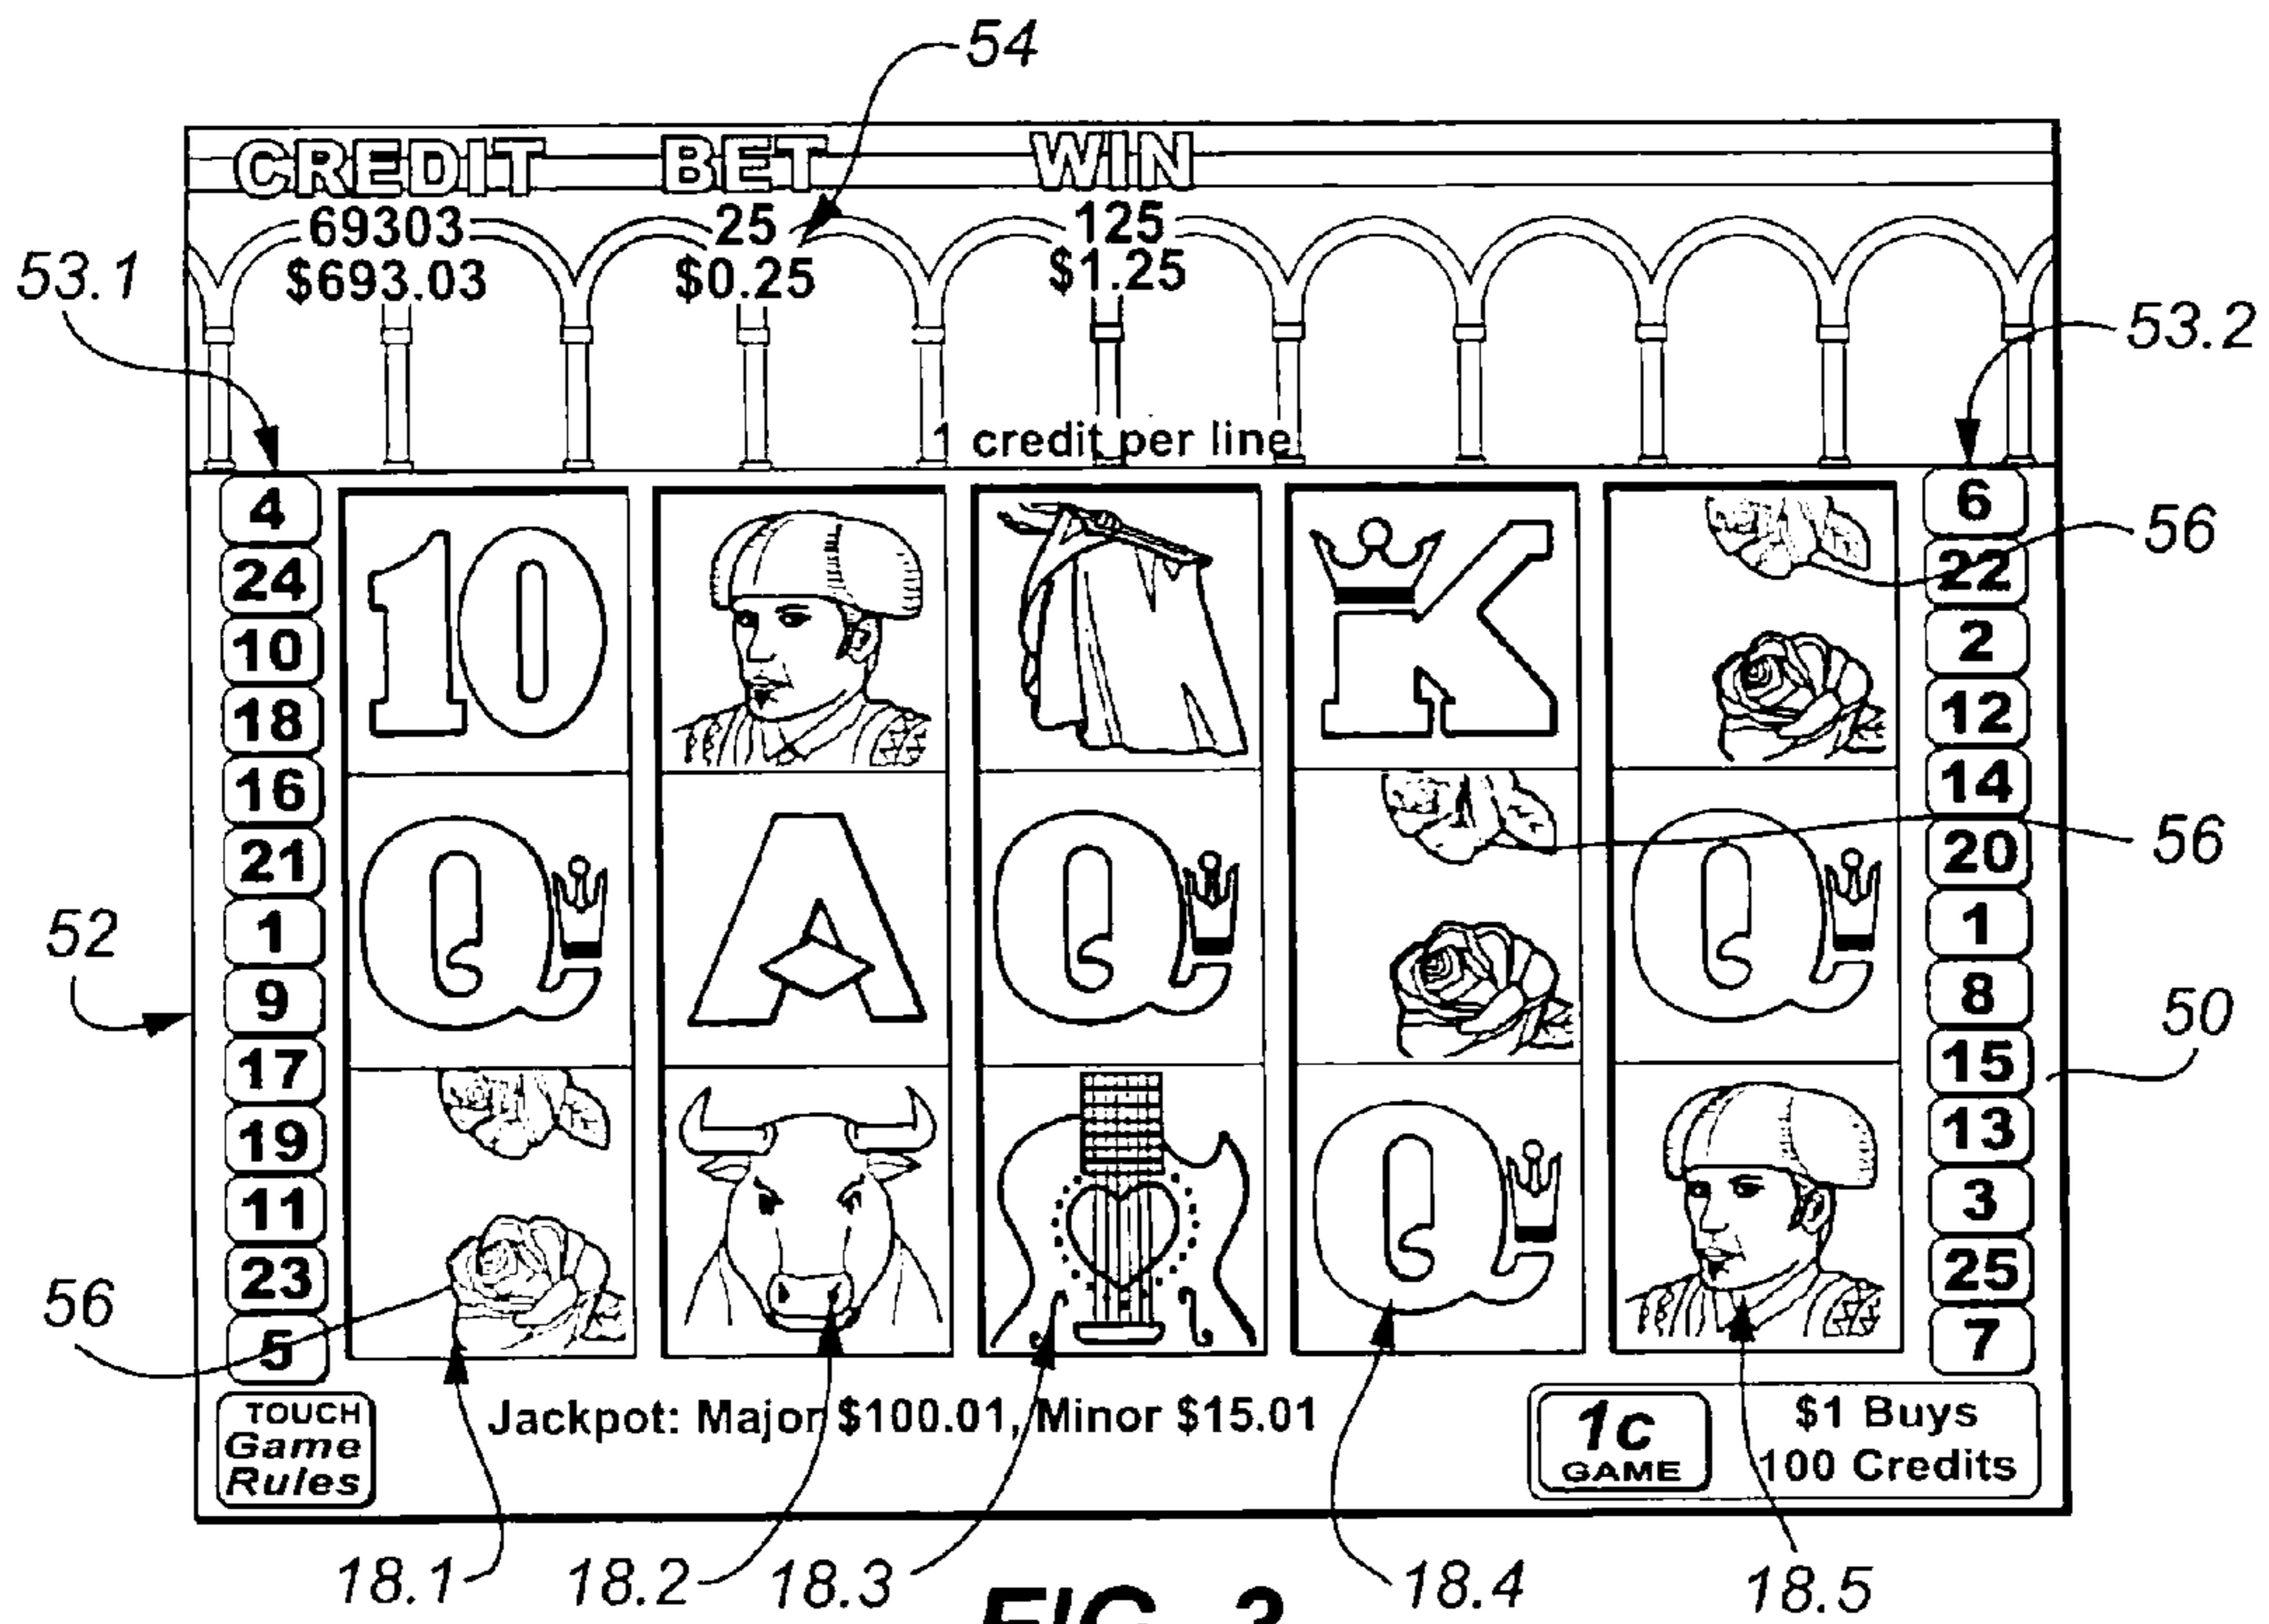 54
CREDIT BET WIN
69303 25 125
$693.03 $0.25 $1.25
53.1
53.2
1 credit per line
4
24
10
18
16
21
1
9
17
19
11
23
5
10
K
Q
A
Q
Q
Q
6
22
2
12
14
20
1
8
15
13
3
25
7
56
56
52
50
56
TOUCH
Game
Rules
Jackpot: Major $100.01, Minor $15.01
1c
GAME
$1 Buys
100 Credits
18.1 18.2 18.3 18.4 18.5